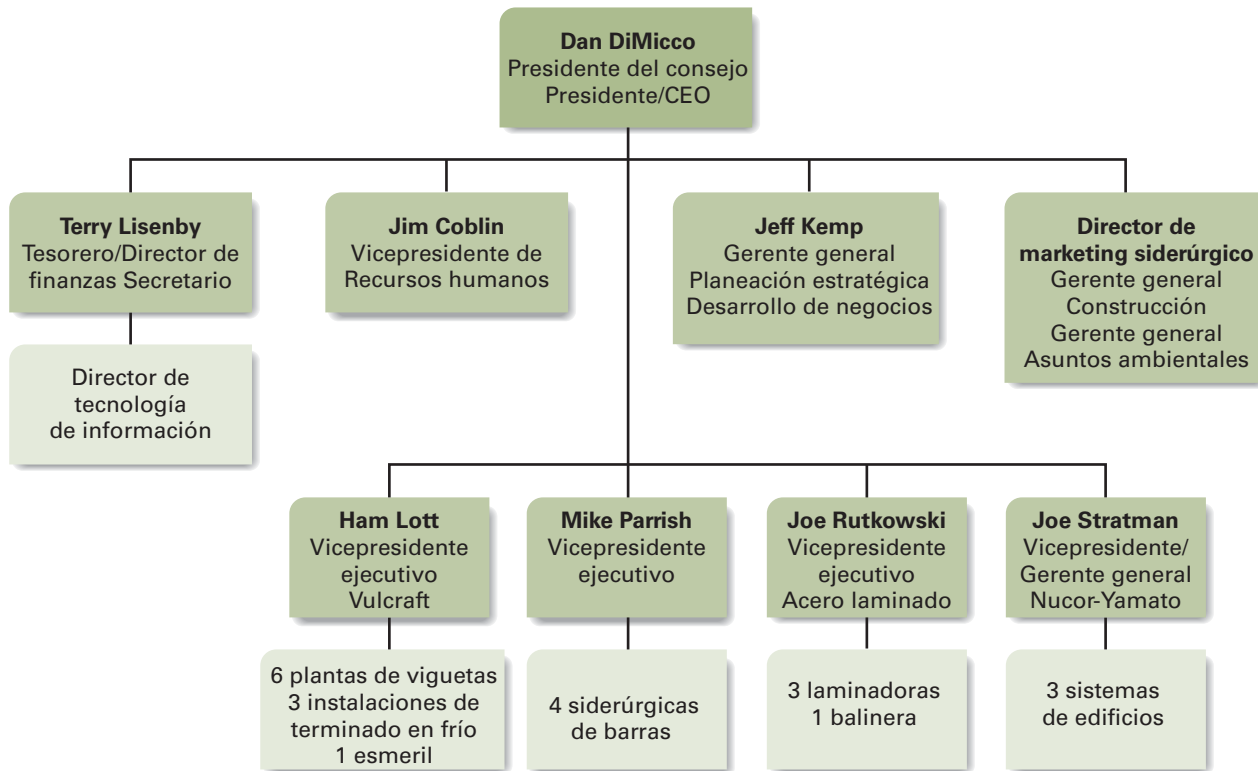 Dan DiMicco
Presidente del consejo
Presidente/CEO
Terry Lisenby
Tesorero/Director de
finanzas Secretario
Jim Coblin
Vicepresidente de
Recursos humanos
Jeff Kemp
Gerente general
Planeación estratégica
Desarrollo de negocios
Director de
marketing siderúrgico
Gerente general
Construcción
Gerente general
Asuntos ambientales
Director de
tecnología
de información
Ham Lott
Vicepresidente
ejecutivo
Vulcraft
Mike Parrish
Vicepresidente
ejecutivo
Joe Rutkowski
Vicepresidente
ejecutivo
Acero laminado
Joe Stratman
Vicepresidente/
Gerente general
Nucor-Yamato
6 plantas de viguetas
3 instalaciones de
terminado en frío
1 esmeril
4 siderúrgicas
de barras
3 laminadoras
1 balinera
3 sistemas
de edificios